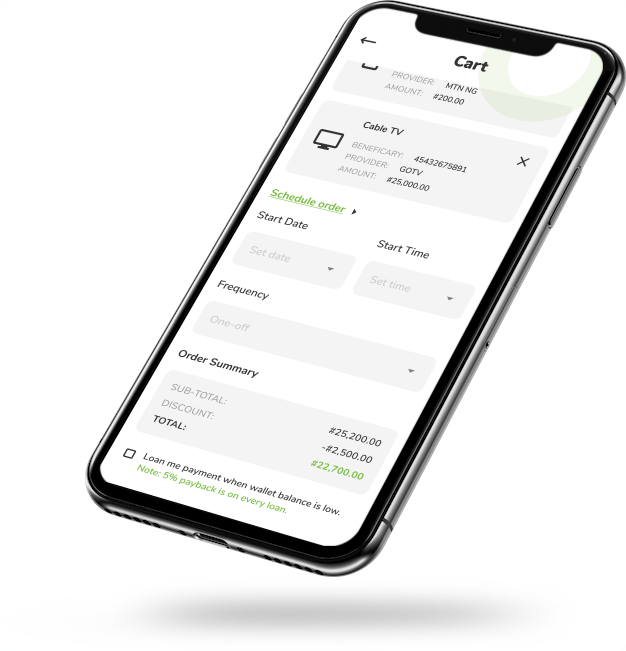 Cart
PROVIDER: MTN NG
AMOUNT: #200.00
Cable TV
BENEFICARY: 45432675891
PROVIDER: GOTV
AMOUNT: #25,000.00
Schedule order
Start Date Start Time
Set date Set time
Frequency
One-off
Order Summary
SUB-TOTAL: #25,200.00
DISCOUNT: -#2,500.00
TOTAL: #22,700.00
Loan me payment when wallet balance is low.
Note: 5% payback is on every loan.